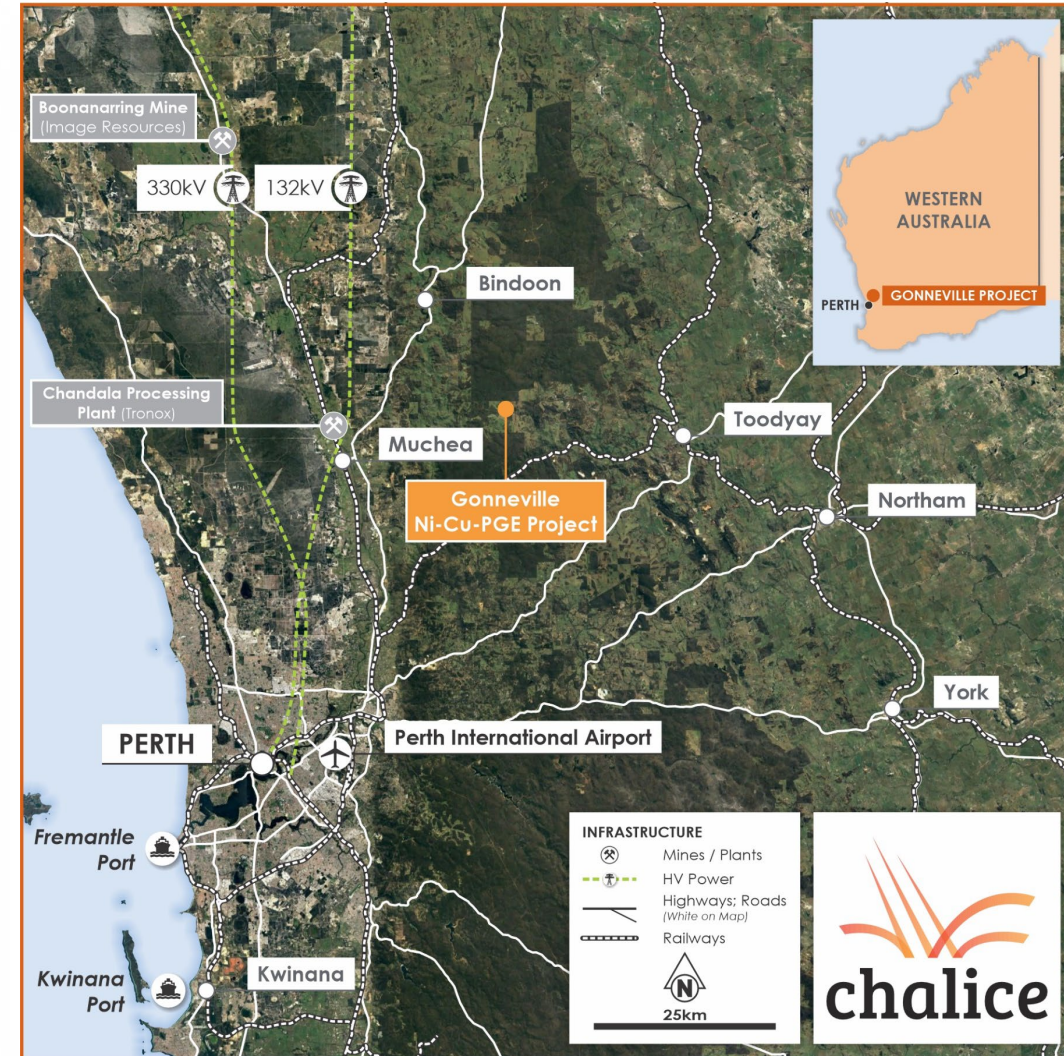 Boonanarring Mine
(Image Resources)
330kV
132kV
WESTERN
AUSTRALIA
PERTH
GONNEVILLE PROJECT
Bindoon
Chandala Processing
Plant (Tronox)
Muchea
Toodyay
Gonneville
Ni-Cu-PGE Project
Northam
York
PERTH
Perth International Airport
Fremantle
Port
Kwinana
Port
Kwinana
INFRASTRUCTURE
Mines / Plants
HV Power
Highways; Roads
(White on Map)
Railways
N
25km
chalice